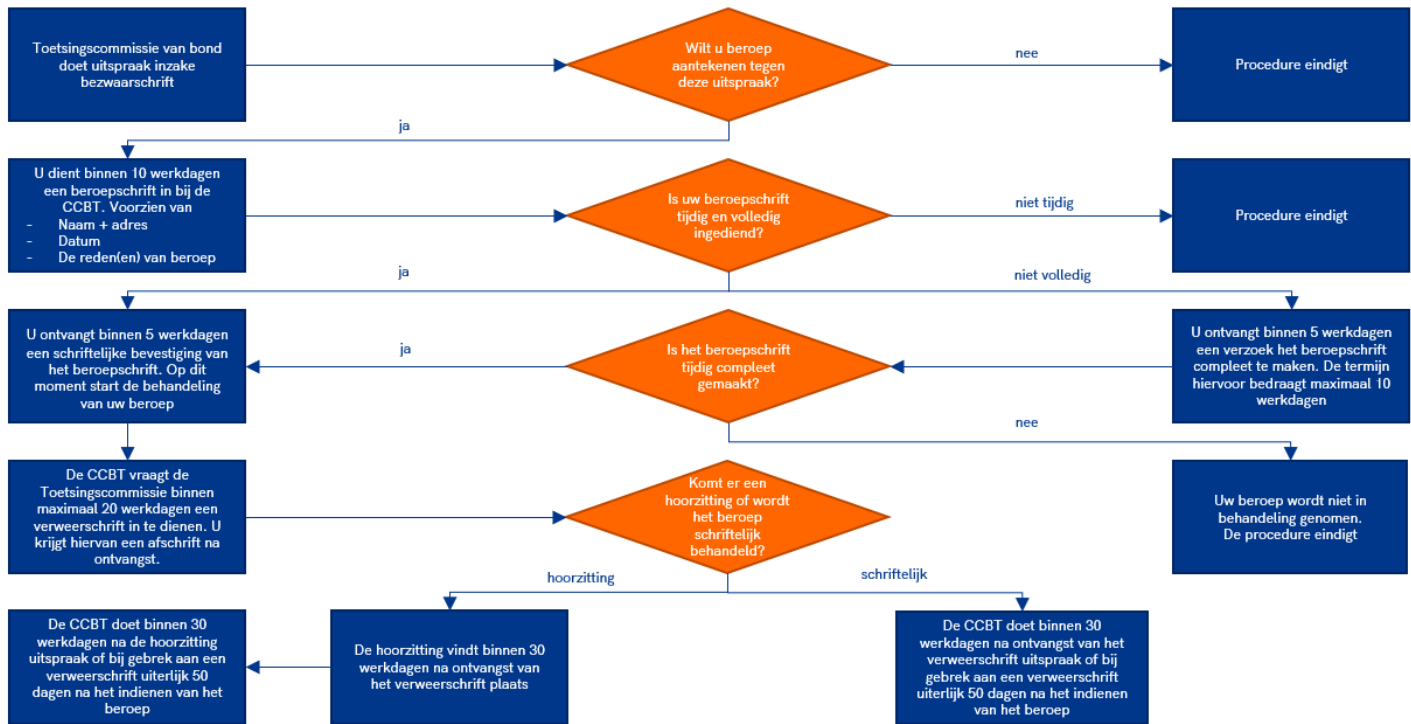 Toetsingscommissie van bond
doet uitspraak inzake
bezwaarschrift
Wilt u beroep
aantekenen tegen
deze uitspraak?
nee
Procedure eindigt
ja
U dient binnen 10 werkdagen
een beroepschrift in bij de
CCBT. Voorzien van
- Naam + adres
- Datum
- De reden(en) van beroep
Is uw beroepschrift
tijdig en volledig
ingediend?
niet tijdig
Procedure eindigt
ja
niet volledig
U ontvangt binnen 5 werkdagen
een schriftelijke bevestiging van
het beroepschrift. Op dit
moment start de behandeling
van uw beroep
ja
Is het beroepschrift
tijdig compleet
gemaakt?
U ontvangt binnen 5 werkdagen
een verzoek het beroepschrift
compleet te maken. De termijn
hiervoor bedraagt maximaal 10
werkdagen
nee
De CCBT vraagt de
Toetsingscommissie binnen
maximaal 20 werkdagen een
verweerschrift in te dienen. U
krijgt hiervan een afschrift na
ontvangst.
Komt er een
hoorzitting of wordt
het beroep
schriftelijk
behandeld?
Uw beroep wordt niet in
behandeling genomen.
De procedure eindigt
hoorzitting
schriftelijk
De CCBT doet binnen 30
werkdagen na de hoorzitting
uitspraak of bij gebrek aan een
verweerschrift uiterlijk 50
dagen na het indienen van het
beroep
De hoorzitting vindt binnen 30
werkdagen na ontvangst van
het verweerschrift plaats
De CCBT doet binnen 30
werkdagen na ontvangst van het
verweerschrift uitspraak of bij
gebrek aan een verweerschrift
uiterlijk 50 dagen na het indienen
van het beroep